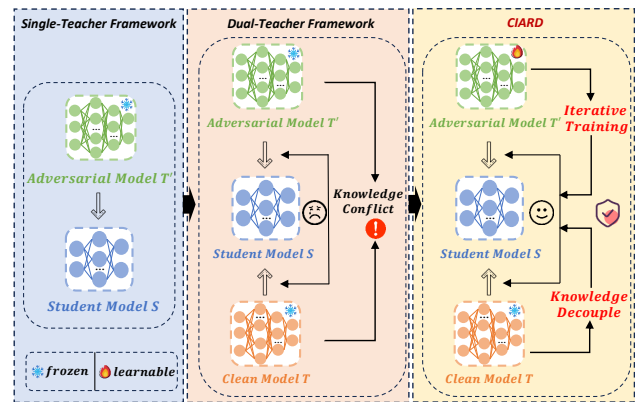 Single-Teacher Framework
Adversarial Model T'
Student Model S
frozen
learnable
Dual-Teacher Framework
Adversarial Model T'
Knowledge
Conflict
Student Model S
Clean Model T
CIARD
Adversarial Model T'
Iterative
Training
Student Model S
Knowledge
Decouple
Clean Model T